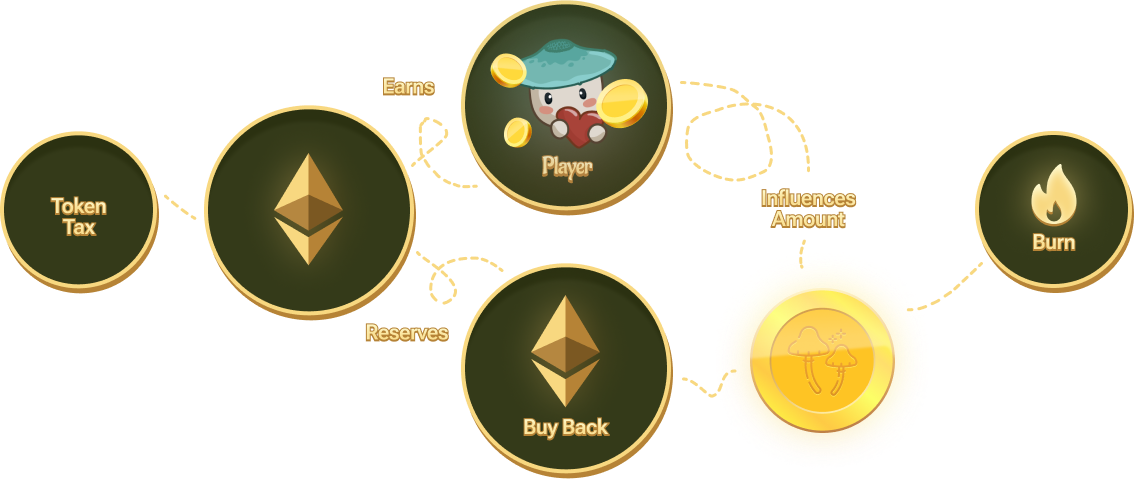 Earns
Player
Token
Tax
Influences
Amount
Burn
Reserves
Buy Back